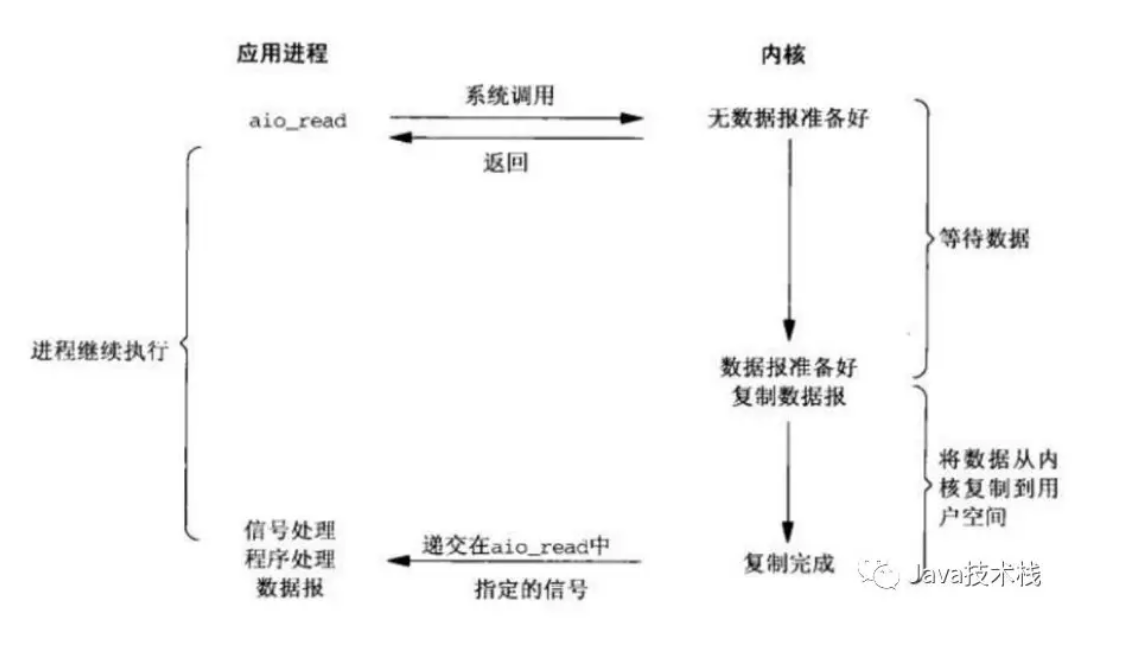 应用进程
内核
系统调用
aio_read
无数据报准备好
返回
等待数据
进程继续执行
数据报准备好
复制数据报
将数据从内
核复制到用
户空间
信号处理
程序处理
数据报
递交在aio_read中
指定的信号
复制完成
Java技术栈